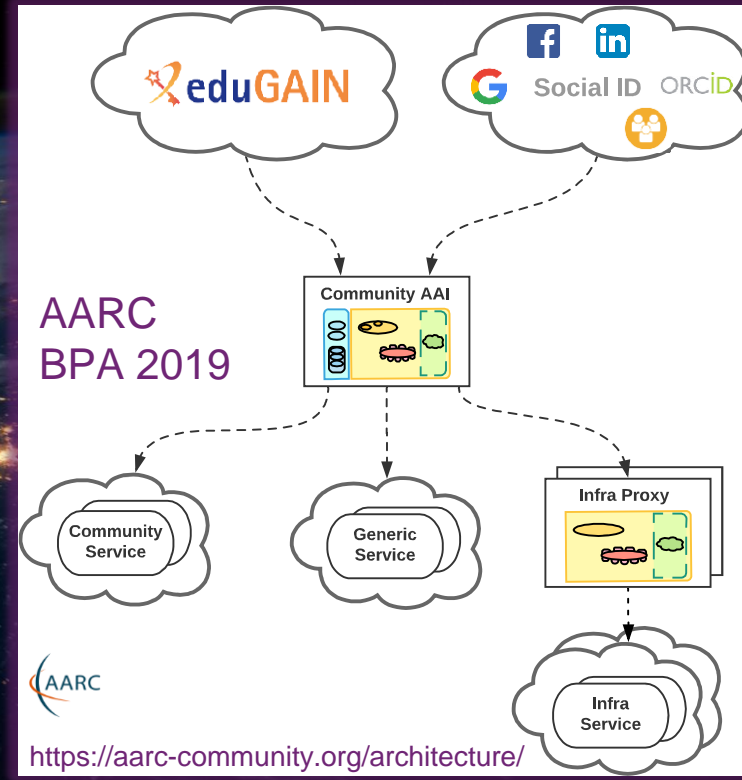 eduGAIN
f
in
G
Social ID
ORCID
Community AAI
AARC
BPA 2019
Infra Proxy
Community
Service
Generic
Service
Infra
Service
AARC
https://aarc-community.org/architecture/